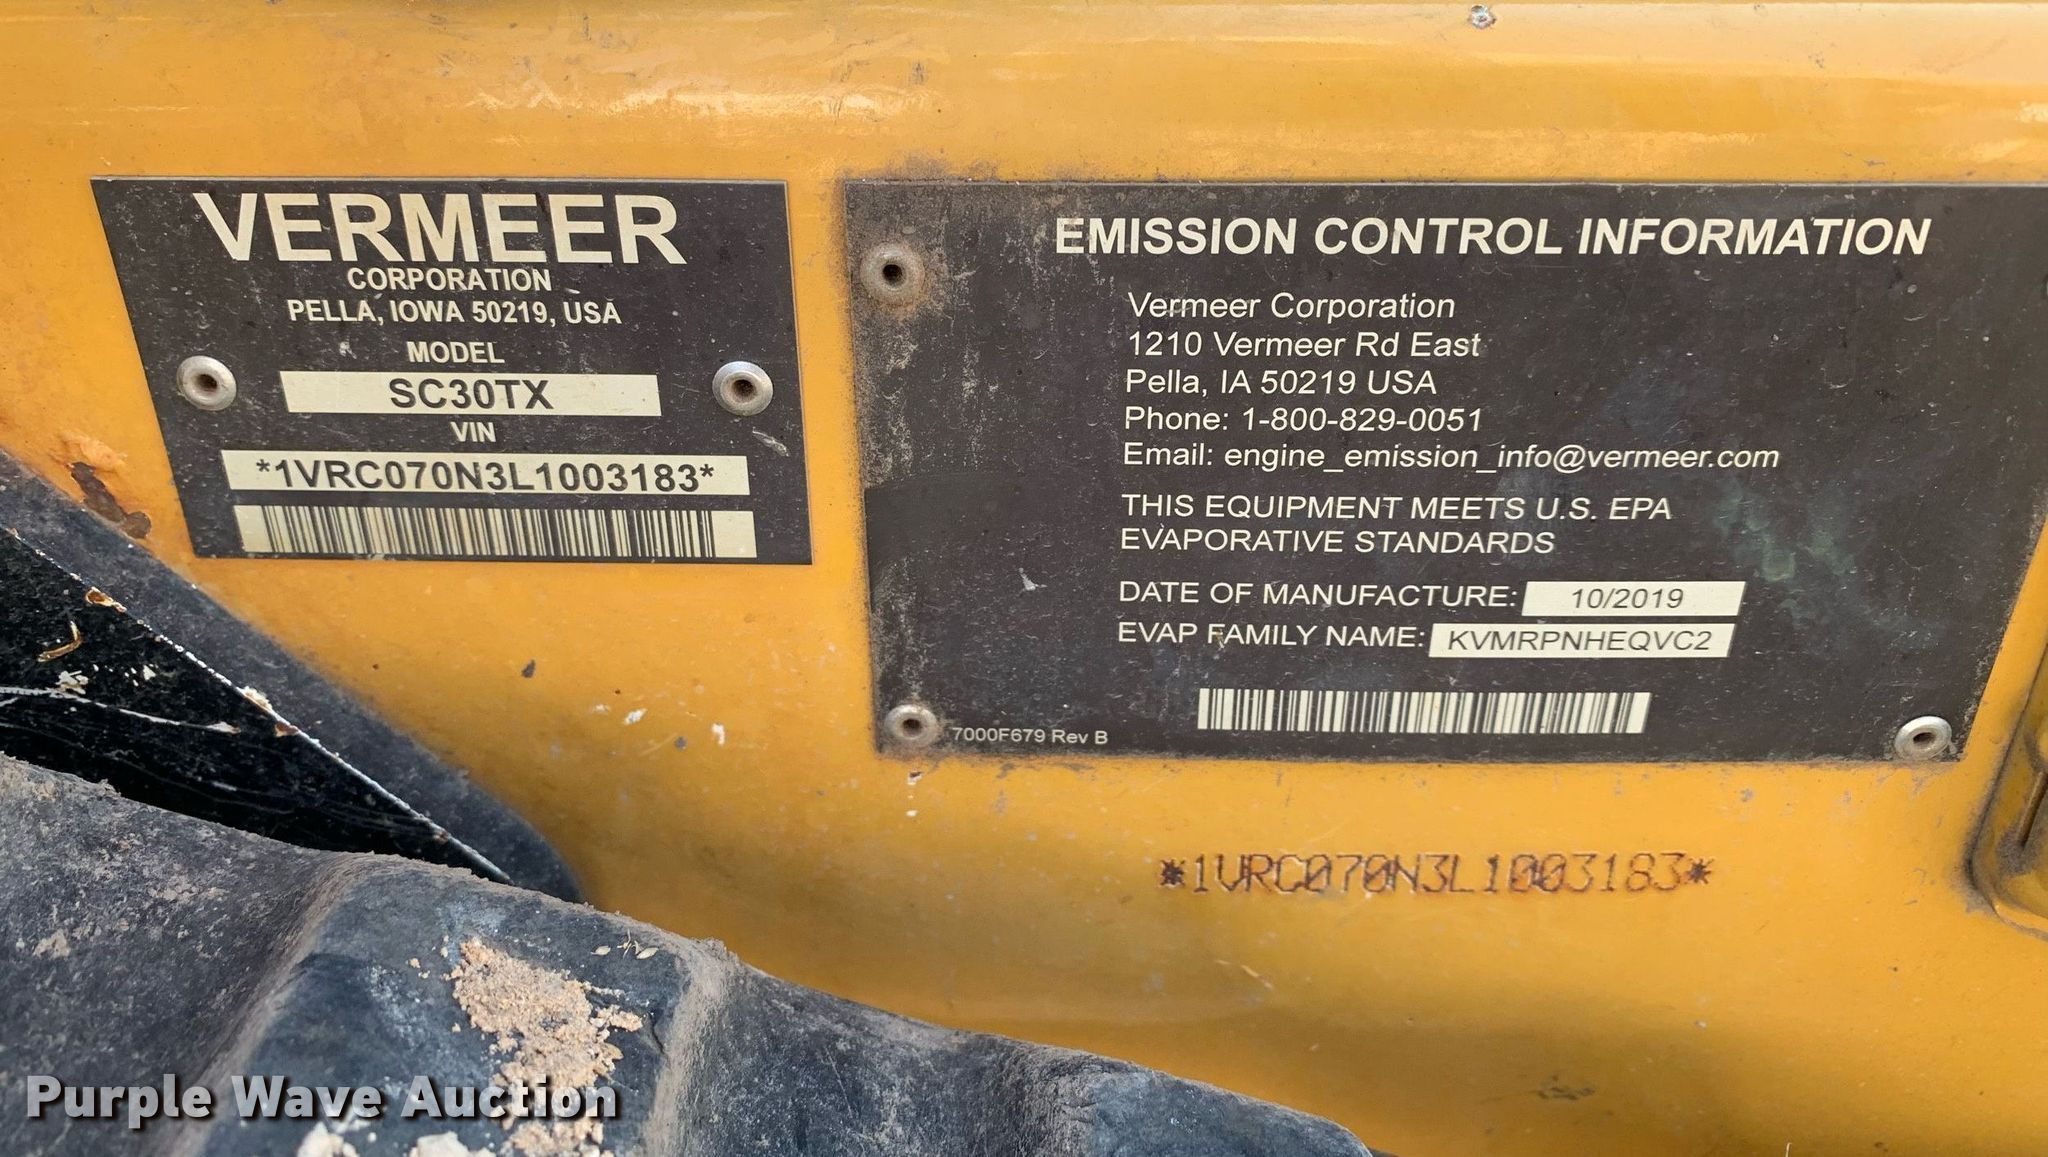 VERMEER
CORPORATION
PELLA, IOWA 50219, USA
MODEL
SC30TX
VIN
*1VRC070N3L1003183*
EMISSION CONTROL INFORMATION
Vermeer Corporation
1210 Vermeer Rd East
Pella, IA 50219 USA
Phone: 1-800-829-0051
Email: engine_emission_info@vermeer.com
THIS EQUIPMENT MEETS U.S. EPA
EVAPORATIVE STANDARDS
DATE OF MANUFACTURE: 10/2019
EVAP FAMILY NAME: KVMRPNHEQVC2
7000F679 Rev B
*1VRC070N3L1003183*
Purple Wave Auction